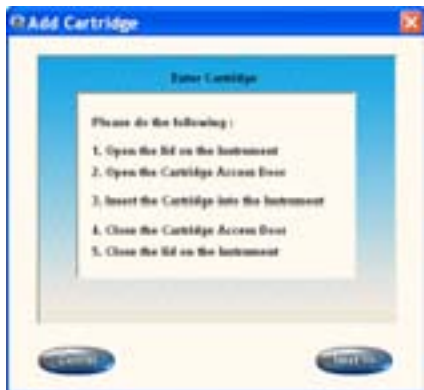 Add Cartridge
Enter Cartridge
Please do the following :
1. Open the lid on the Instrument
2. Open the Cartridge Access Door
3. Insert the Cartridge into the Instrument
4. Close the Cartridge Access Door
5. Close the lid on the Instrument
Cancel
Next >>